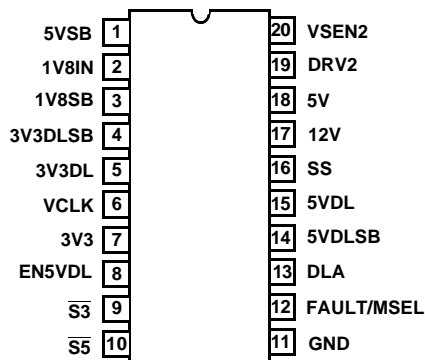 5VSB 1 20 VSEN2
1V8IN 2 19 DRV2
1V8SB 3 18 5V
3V3DLSB 4 17 12V
3V3DL 5 16 SS
VCLK 6 15 5VDL
3V3 7 14 5VDLSB
EN5VDL 8 13 DLA
S3 9 12 FAULT/MSEL
S5 10 11 GND